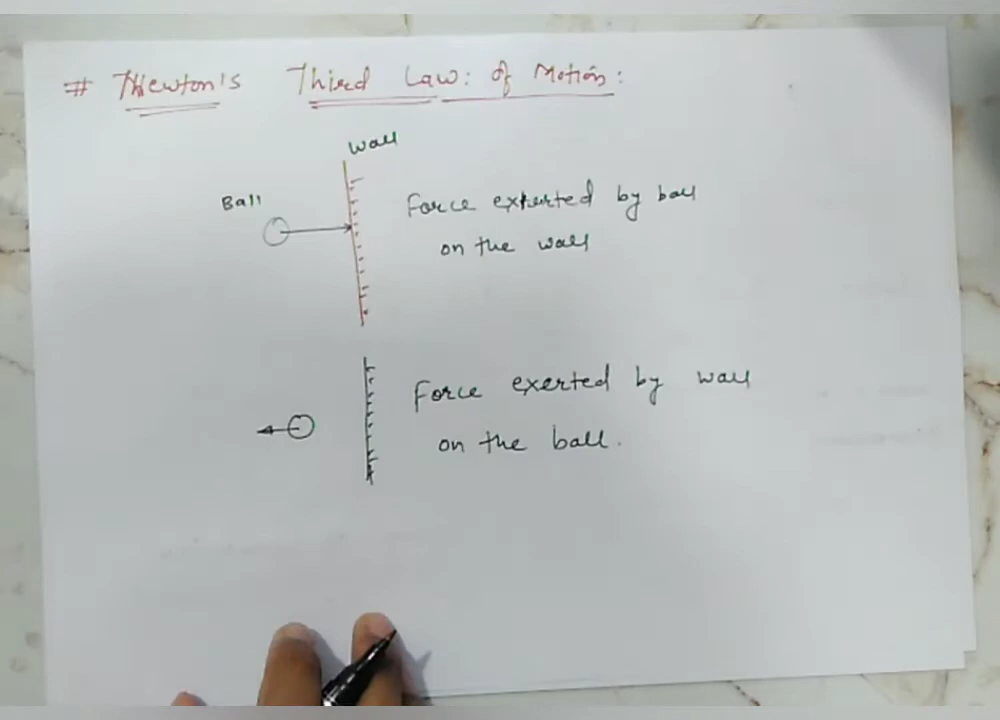 # Newton's Third Law: of Motion:
Wall
Ball
Force exerted by ball
on the wall
Force exerted by wall
on the ball.